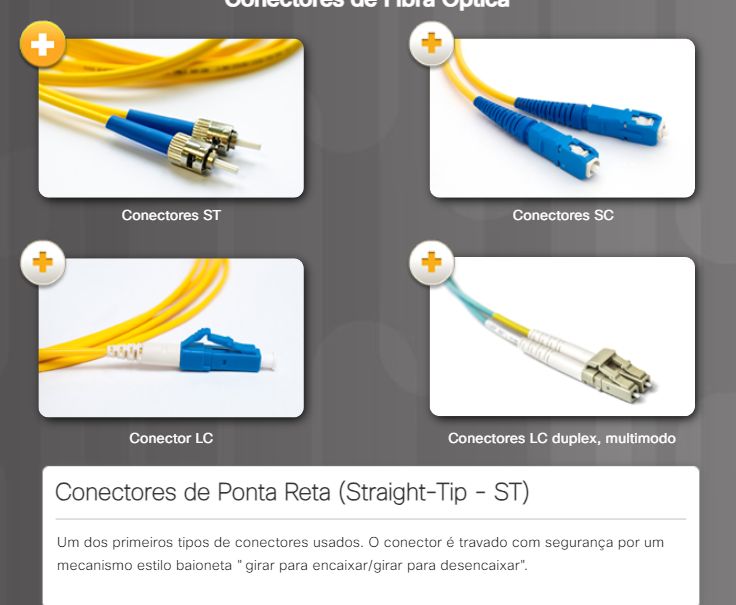 Conectores de Fibra Óptica
Conectores ST
Conectores SC
Conector LC
Conectores LC duplex, multimodo
Conectores de Ponta Reta (Straight-Tip - ST)
Um dos primeiros tipos de conectores usados. O conector é travado com segurança por um
mecanismo estilo baioneta " girar para encaixar/girar para desencaixar".